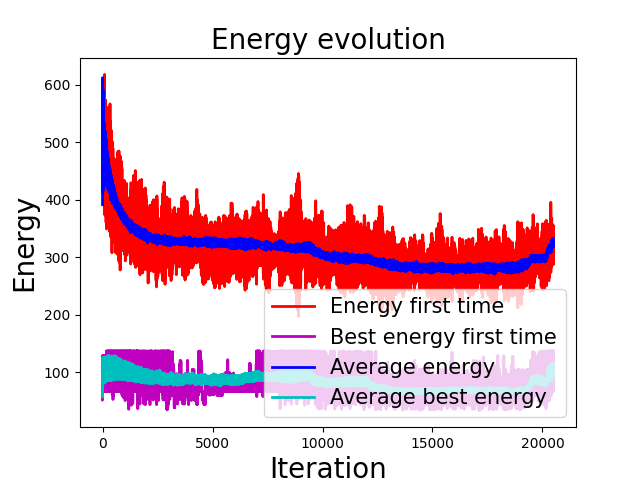 Energy evolution
Energy
600
500
400
300
200
100
Energy first time
Best energy first time
Average energy
Average best energy
0
5000
10000
15000
20000
Iteration